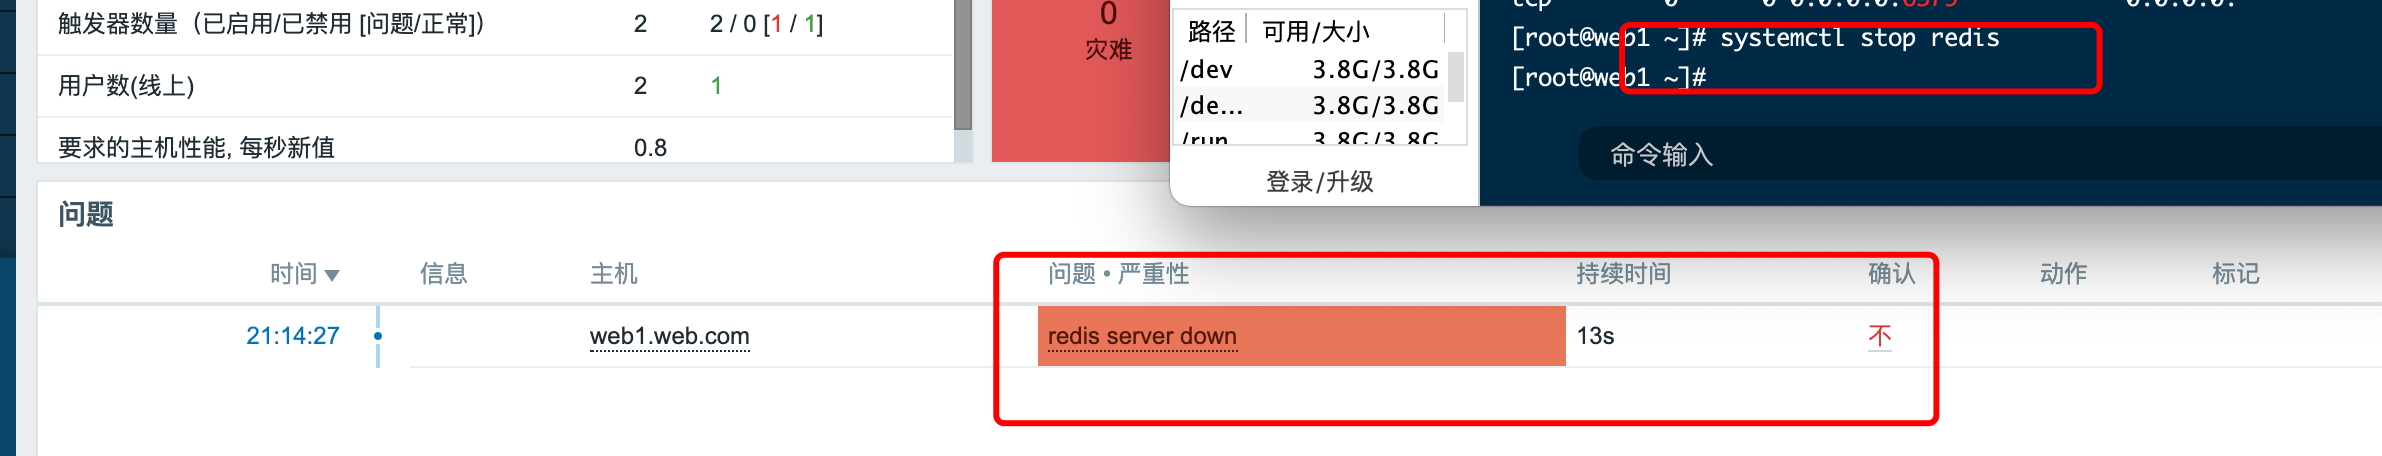 触发器数量（已启用/已禁用 [问题/正常]） 2 2 / 0 [1 / 1]
用户数(线上) 2 1
要求的主机性能, 每秒新值 0.8
0
灾难
路径 可用/大小
/dev 3.8G/3.8G
/de... 3.8G/3.8G
/run 3.8G/3.8G
登录/升级
tcp 0 0 0.0.0.0:6379 0.0.0.0:
[root@web1 ~]# systemctl stop redis
[root@web1 ~]#
命令输入
问题
时间 信息 主机 问题 • 严重性 持续时间 确认 动作 标记
21:14:27 web1.web.com redis server down 13s 不